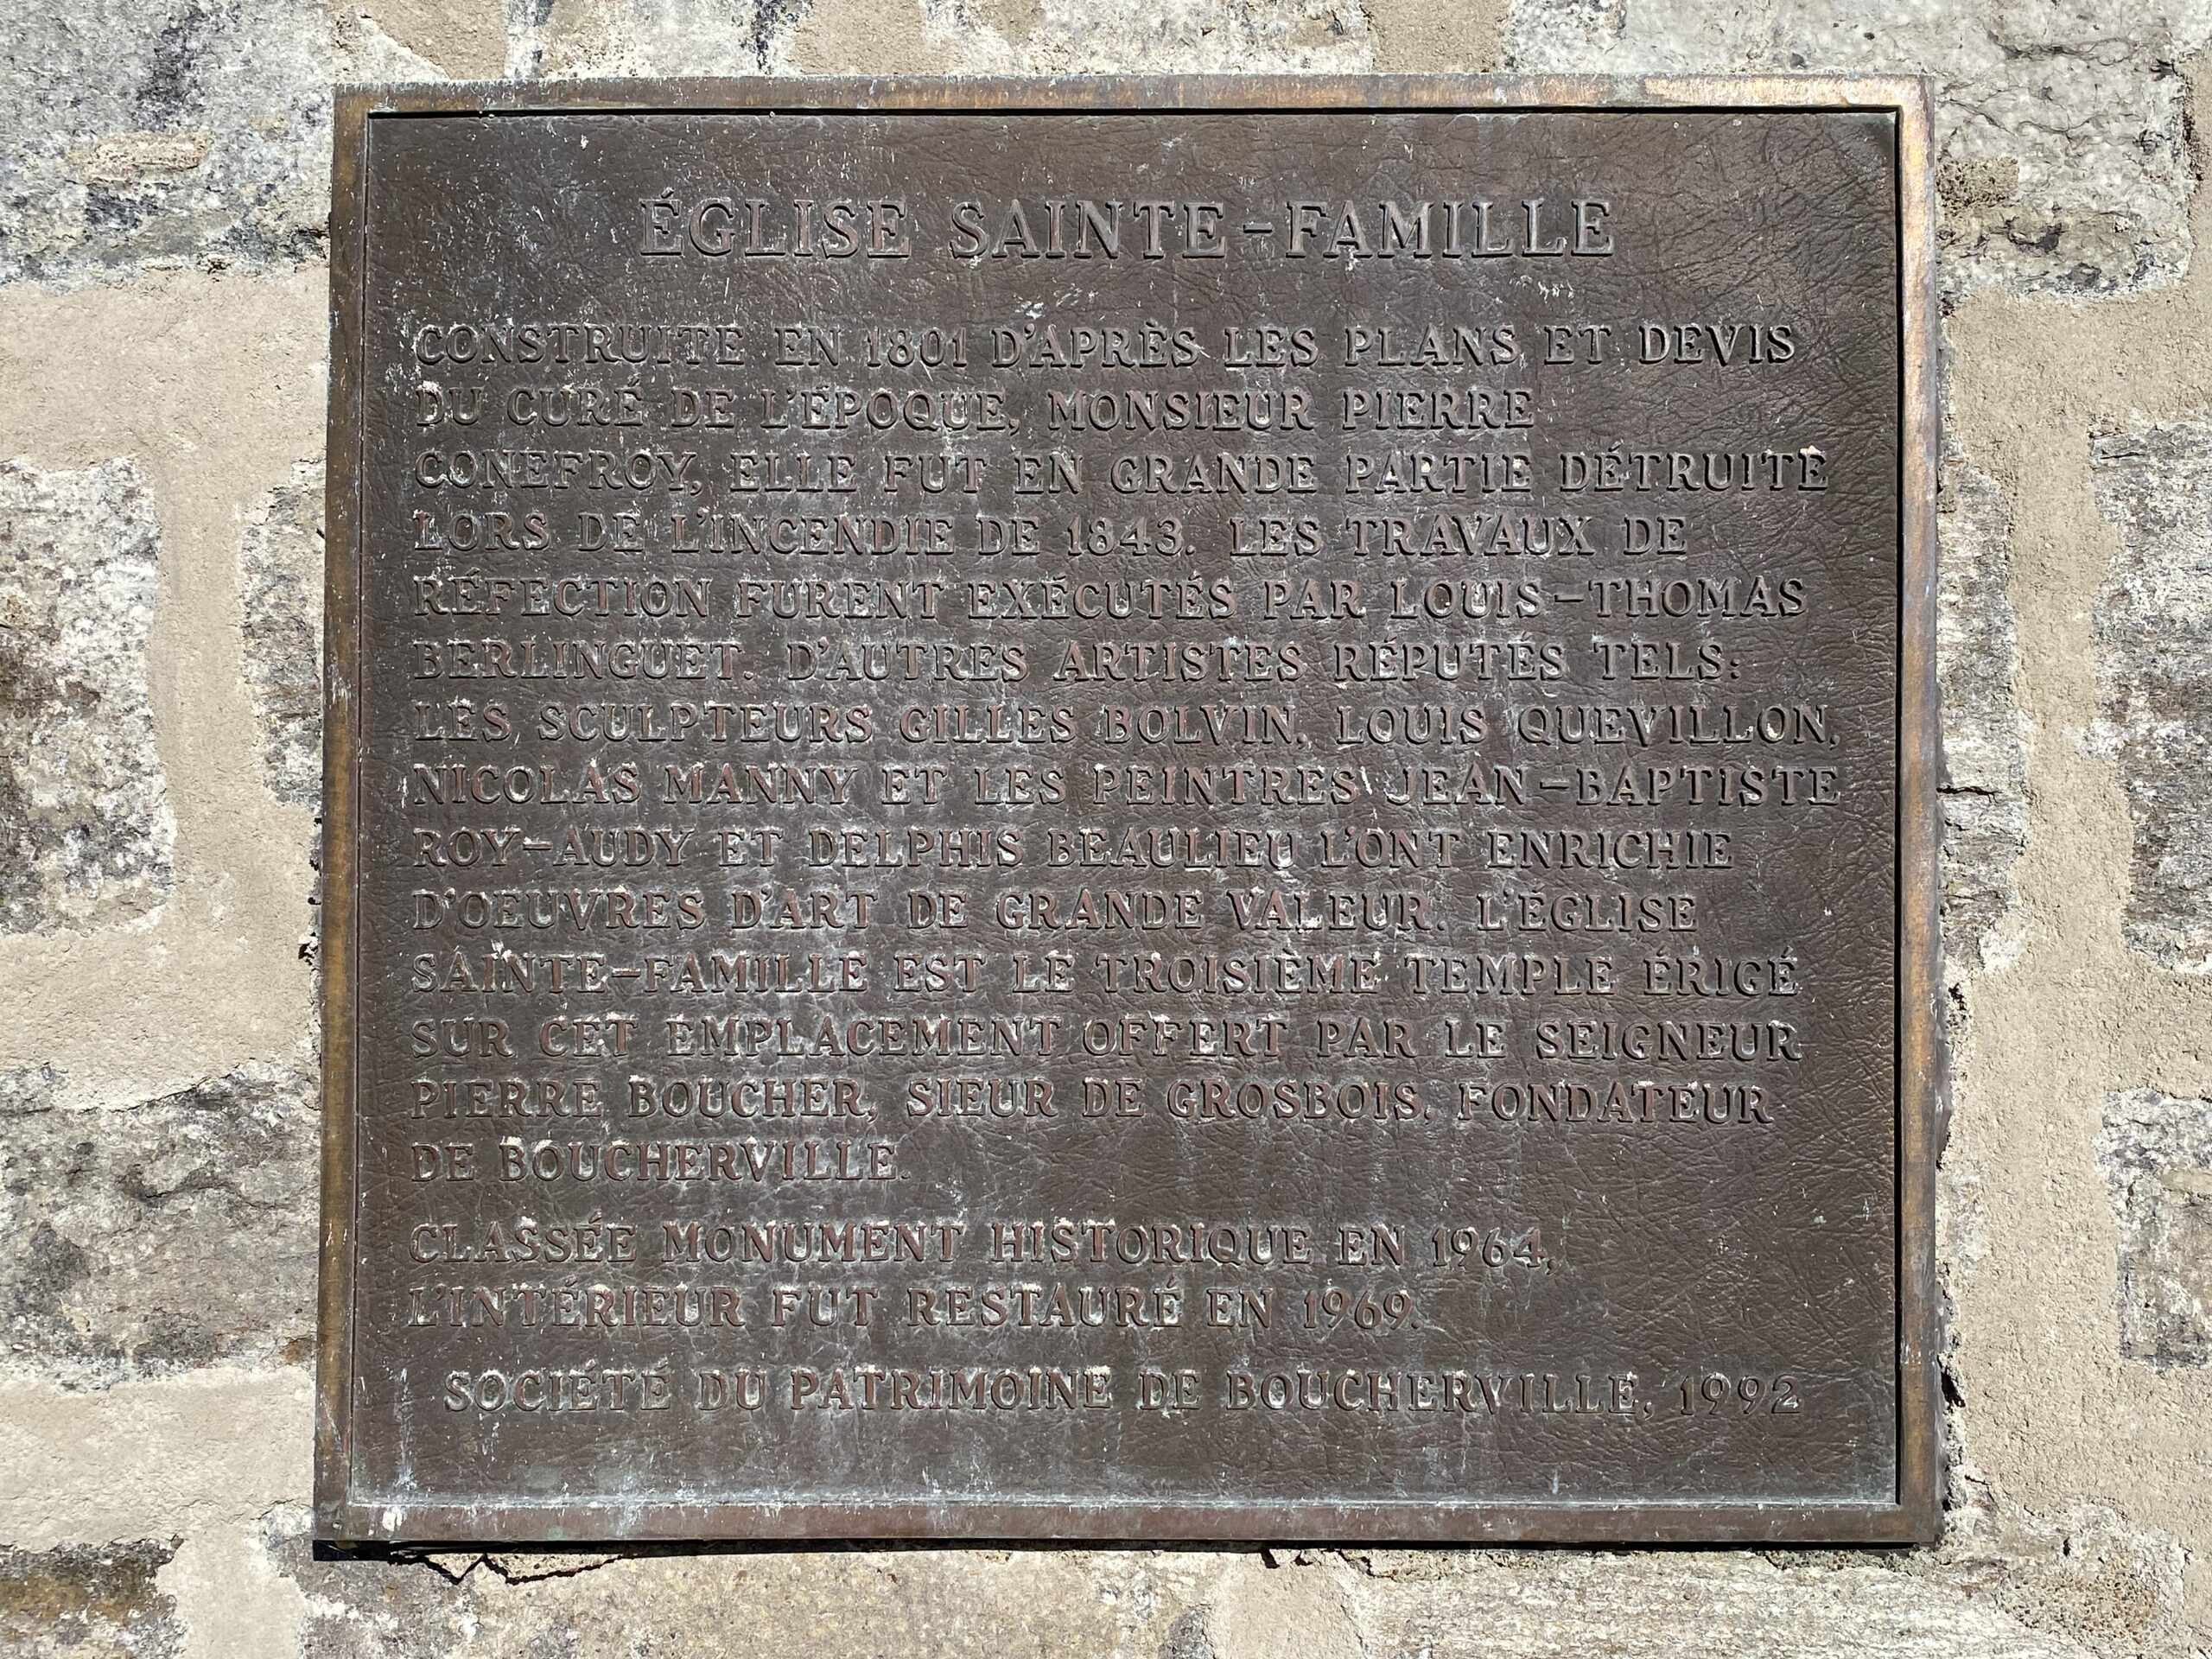 ÉGLISE SAINTE-FAMILLE
CONSTRUITE EN 1801 D'APRÈS LES PLANS ET DEVIS
DU CURÉ DE L'ÉPOQUE, MONSIEUR PIERRE
CONEFROY, ELLE FUT EN GRANDE PARTIE DÉTRUITE
LORS DE L'INCENDIE DE 1843. LES TRAVAUX DE
RÉFECTION FURENT EXÉCUTÉS PAR LOUIS-THOMAS
BERLINGUET. D'AUTRES ARTISTES RÉPUTÉS TELS:
LES SCULPTEURS GILLES BOLVIN, LOUIS QUEVILLON,
NICOLAS MANNY ET LES PEINTRES JEAN-BAPTISTE
ROY-AUDY ET DELPHIS BEAULIEU L'ONT ENRICHIE
D'OEUVRES D'ART DE GRANDE VALEUR. L'ÉGLISE
SAINTE-FAMILLE EST LE TROISIÈME TEMPLE ÉRIGÉ
SUR CET EMPLACEMENT OFFERT PAR LE SEIGNEUR
PIERRE BOUCHER, SIEUR DE GROSBOIS, FONDATEUR
DE BOUCHERVILLE.
CLASSÉE MONUMENT HISTORIQUE EN 1964,
L'INTÉRIEUR FUT RESTAURÉ EN 1969.
SOCIÉTÉ DU PATRIMOINE DE BOUCHERVILLE, 1992